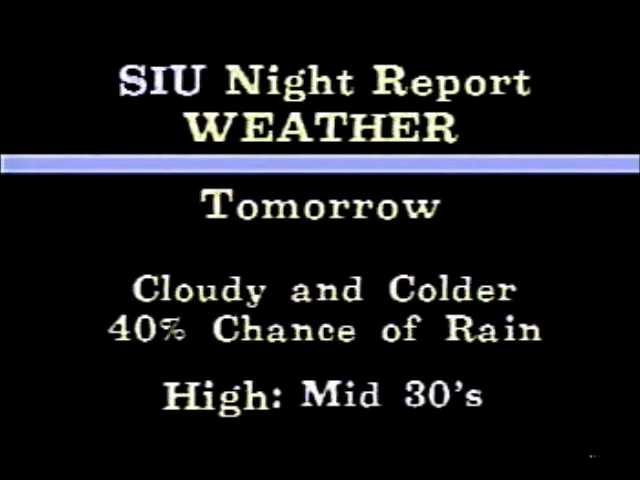 SIU Night Report
WEATHER
Tomorrow
Cloudy and Colder
40% Chance of Rain
High: Mid 30's